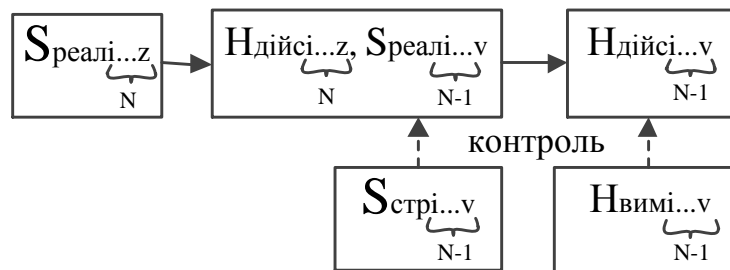 Sреалі...z Hдійсі...z, Sреалі...v Hдійсі...v
N N N-1 N-1
контроль
Sстрі...v Hвимі...v
N-1 N-1